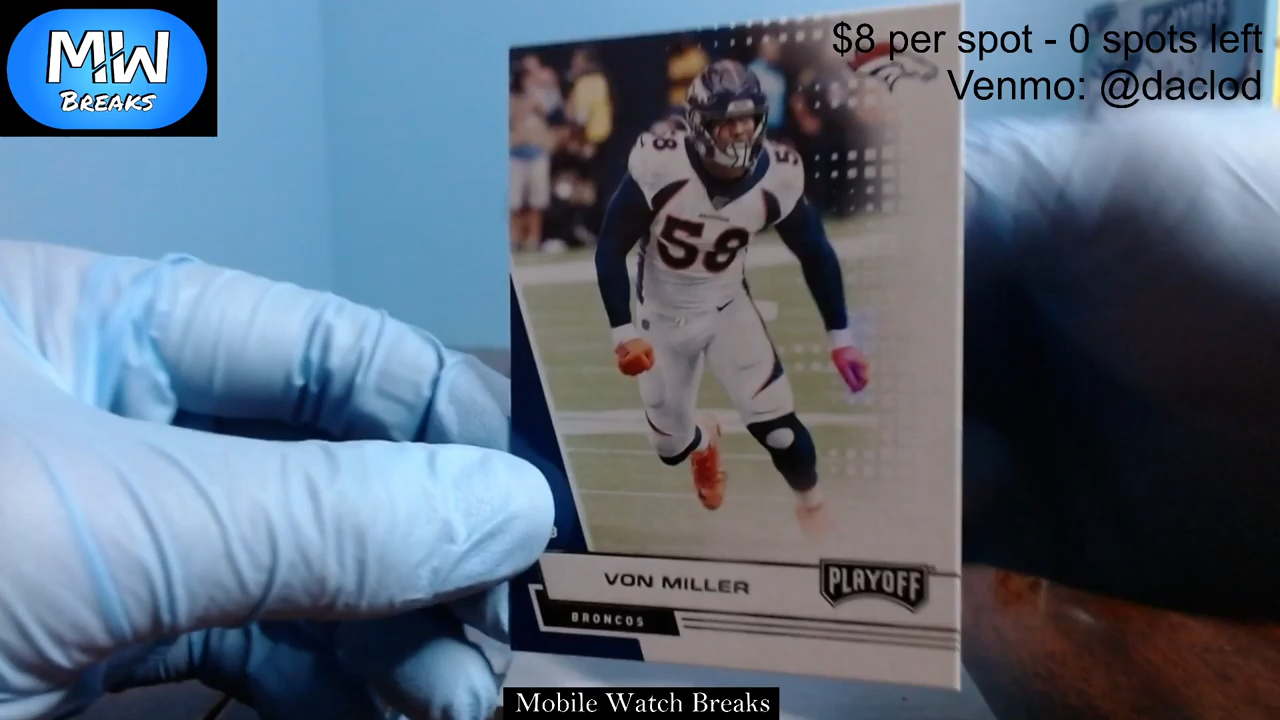 MW
BREAKS
$8 per spot - 0 spots left
Venmo: @daclod
58
58
VON MILLER
PLAYOFF
BRONCOS
Mobile Watch Breaks